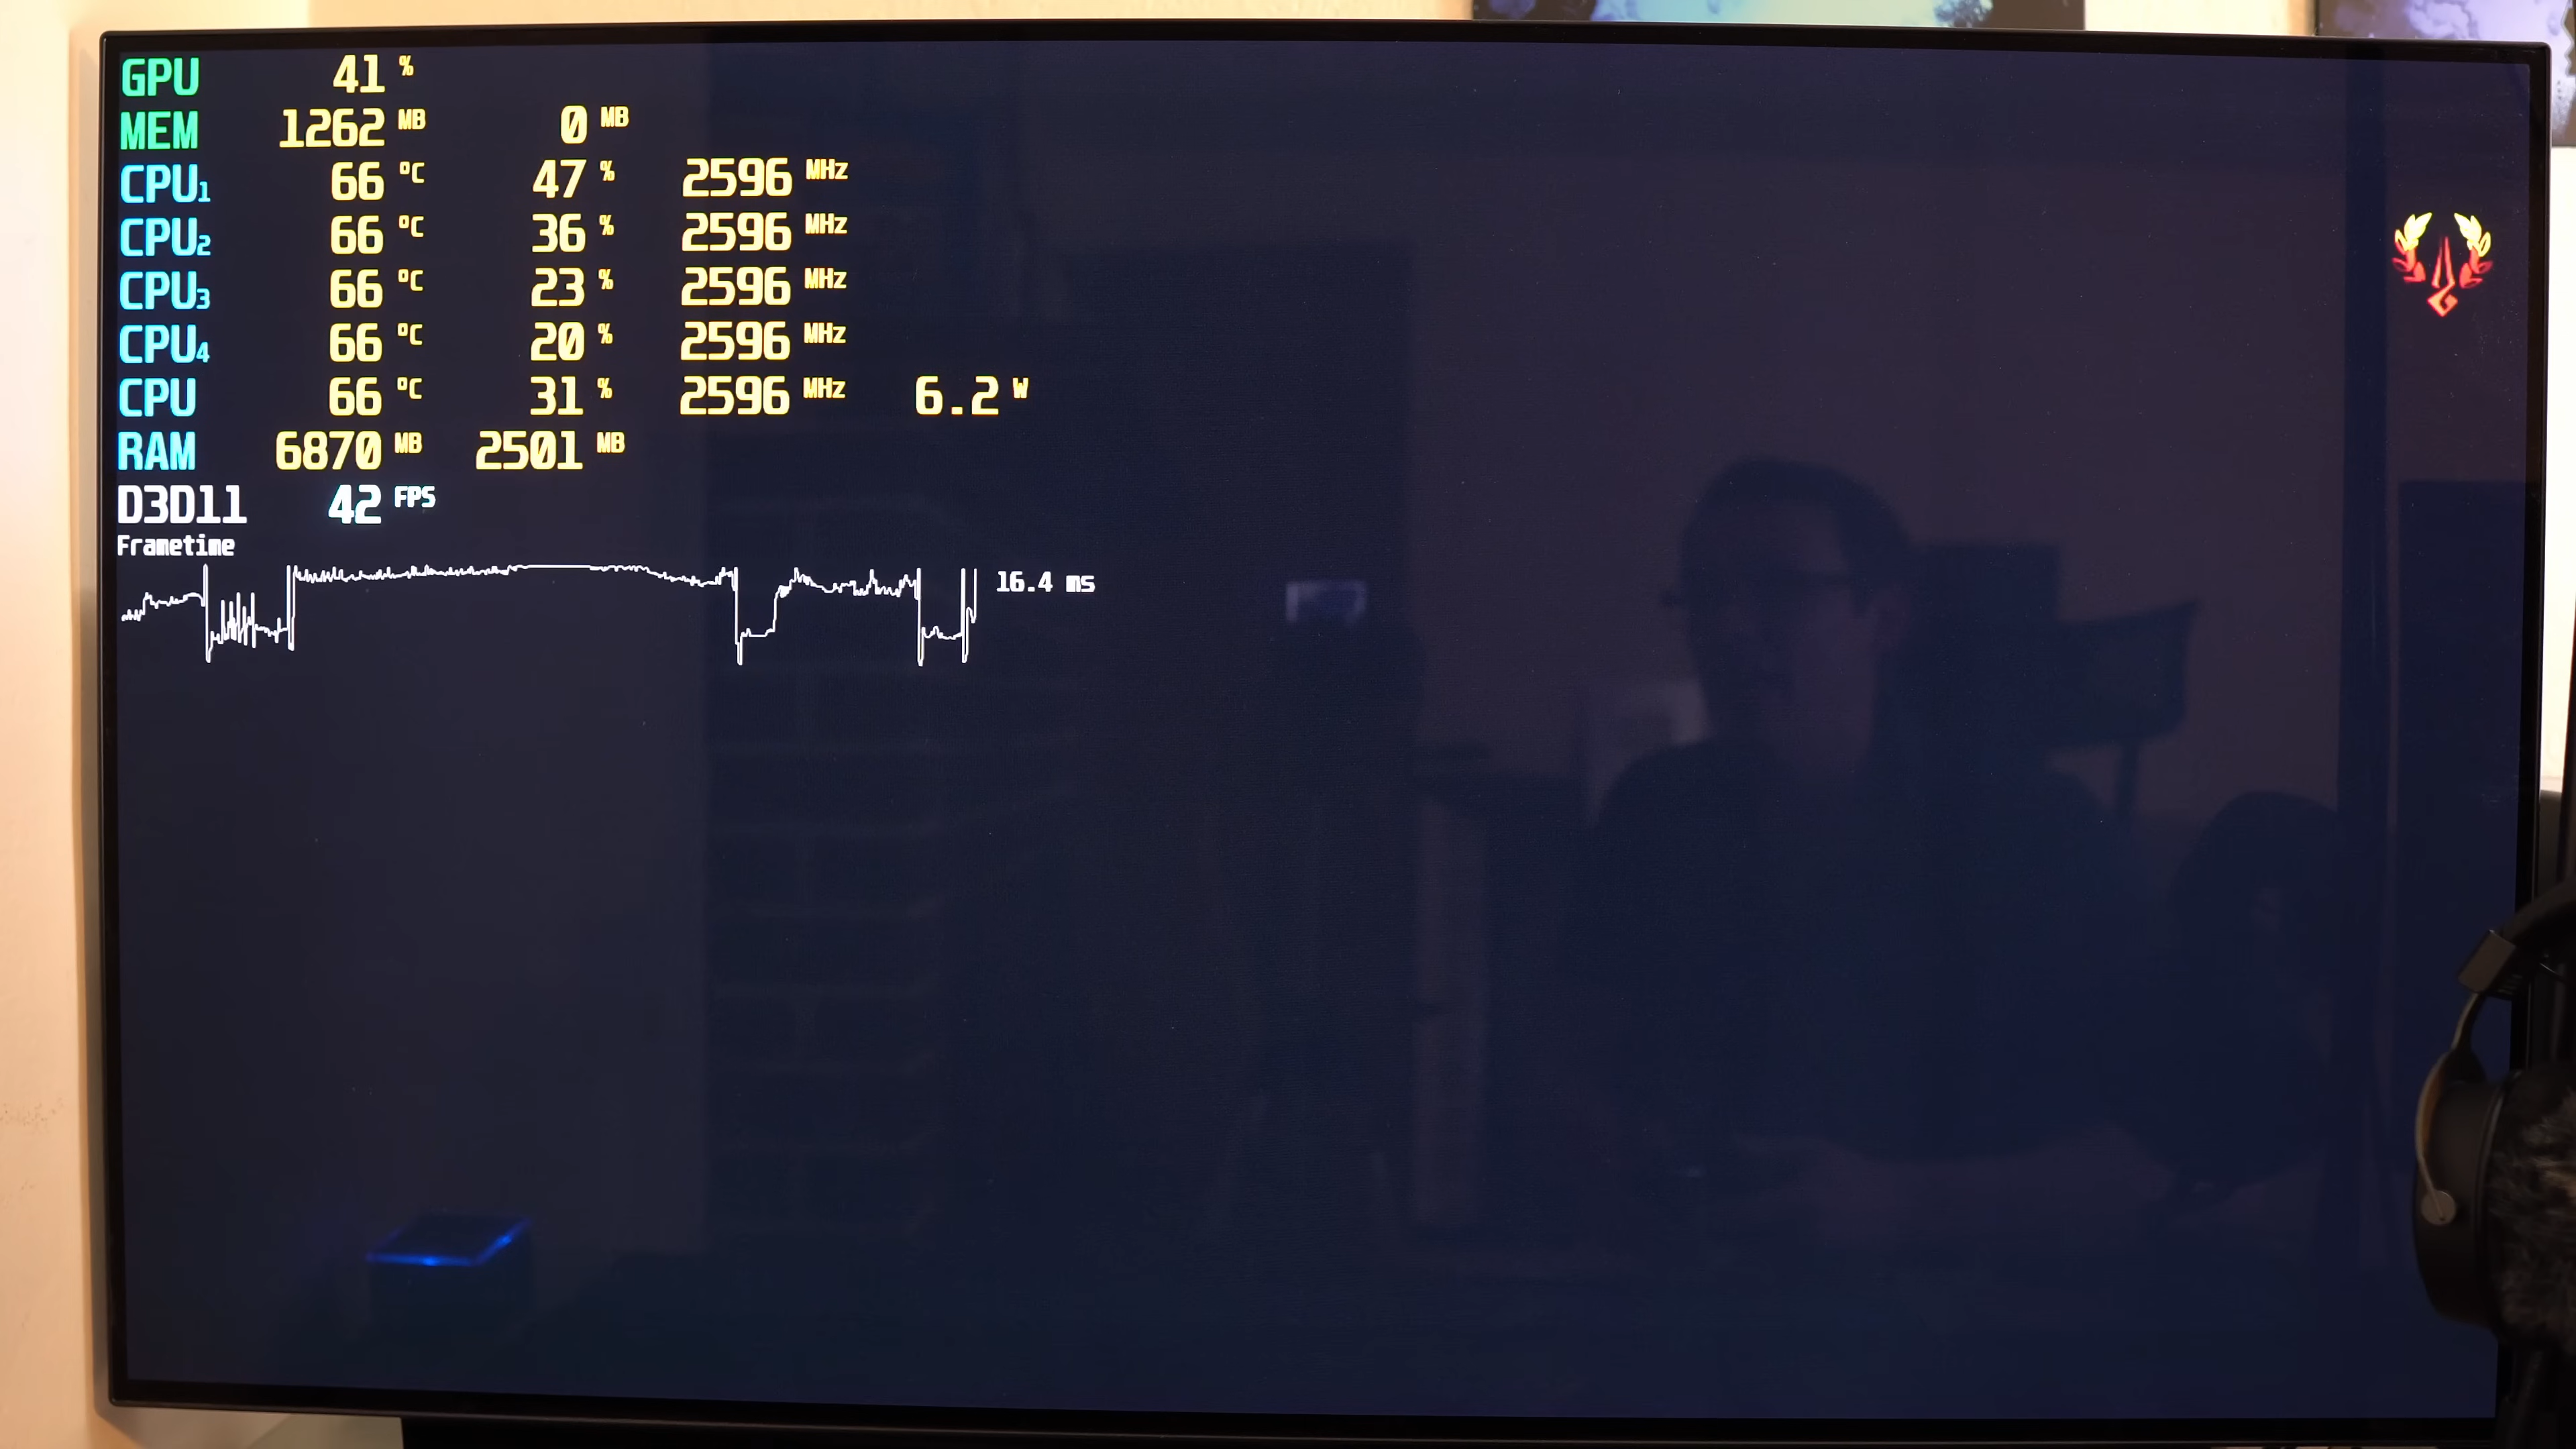 GPU 41 %
MEM 1262 MB 0 MB
CPU1 66 °C 47 % 2596 MHz
CPU2 66 °C 36 % 2596 MHz
CPU3 66 °C 23 % 2596 MHz
CPU4 66 °C 20 % 2596 MHz
CPU 66 °C 31 % 2596 MHz 6.2 W
RAM 6870 MB 2501 MB
D3D11 42 FPS
Frametime
16.4 ms